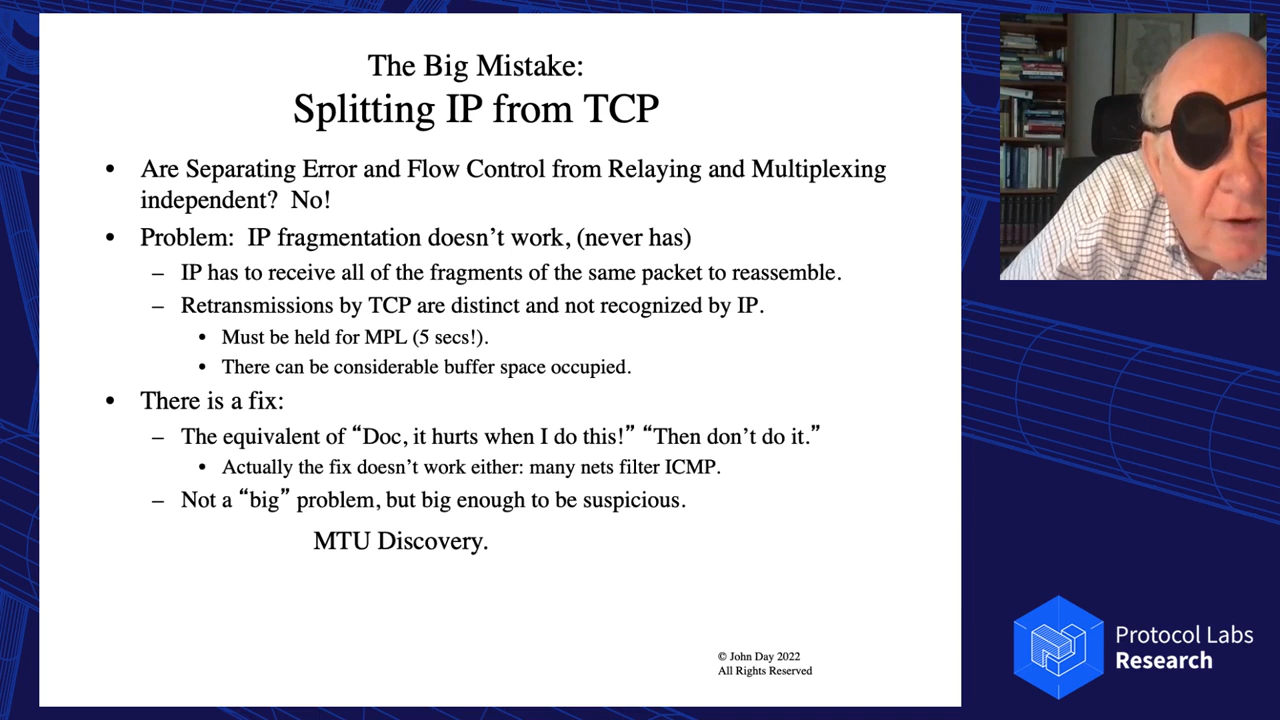 The Big Mistake:
Splitting IP from TCP
• Are Separating Error and Flow Control from Relaying and Multiplexing
independent? No!
• Problem: IP fragmentation doesn’t work, (never has)
– IP has to receive all of the fragments of the same packet to reassemble.
– Retransmissions by TCP are distinct and not recognized by IP.
• Must be held for MPL (5 secs!).
• There can be considerable buffer space occupied.
• There is a fix:
– The equivalent of “Doc, it hurts when I do this!” “Then don’t do it.”
• Actually the fix doesn’t work either: many nets filter ICMP.
– Not a “big” problem, but big enough to be suspicious.
MTU Discovery.
© John Day 2022
All Rights Reserved
Protocol Labs
Research